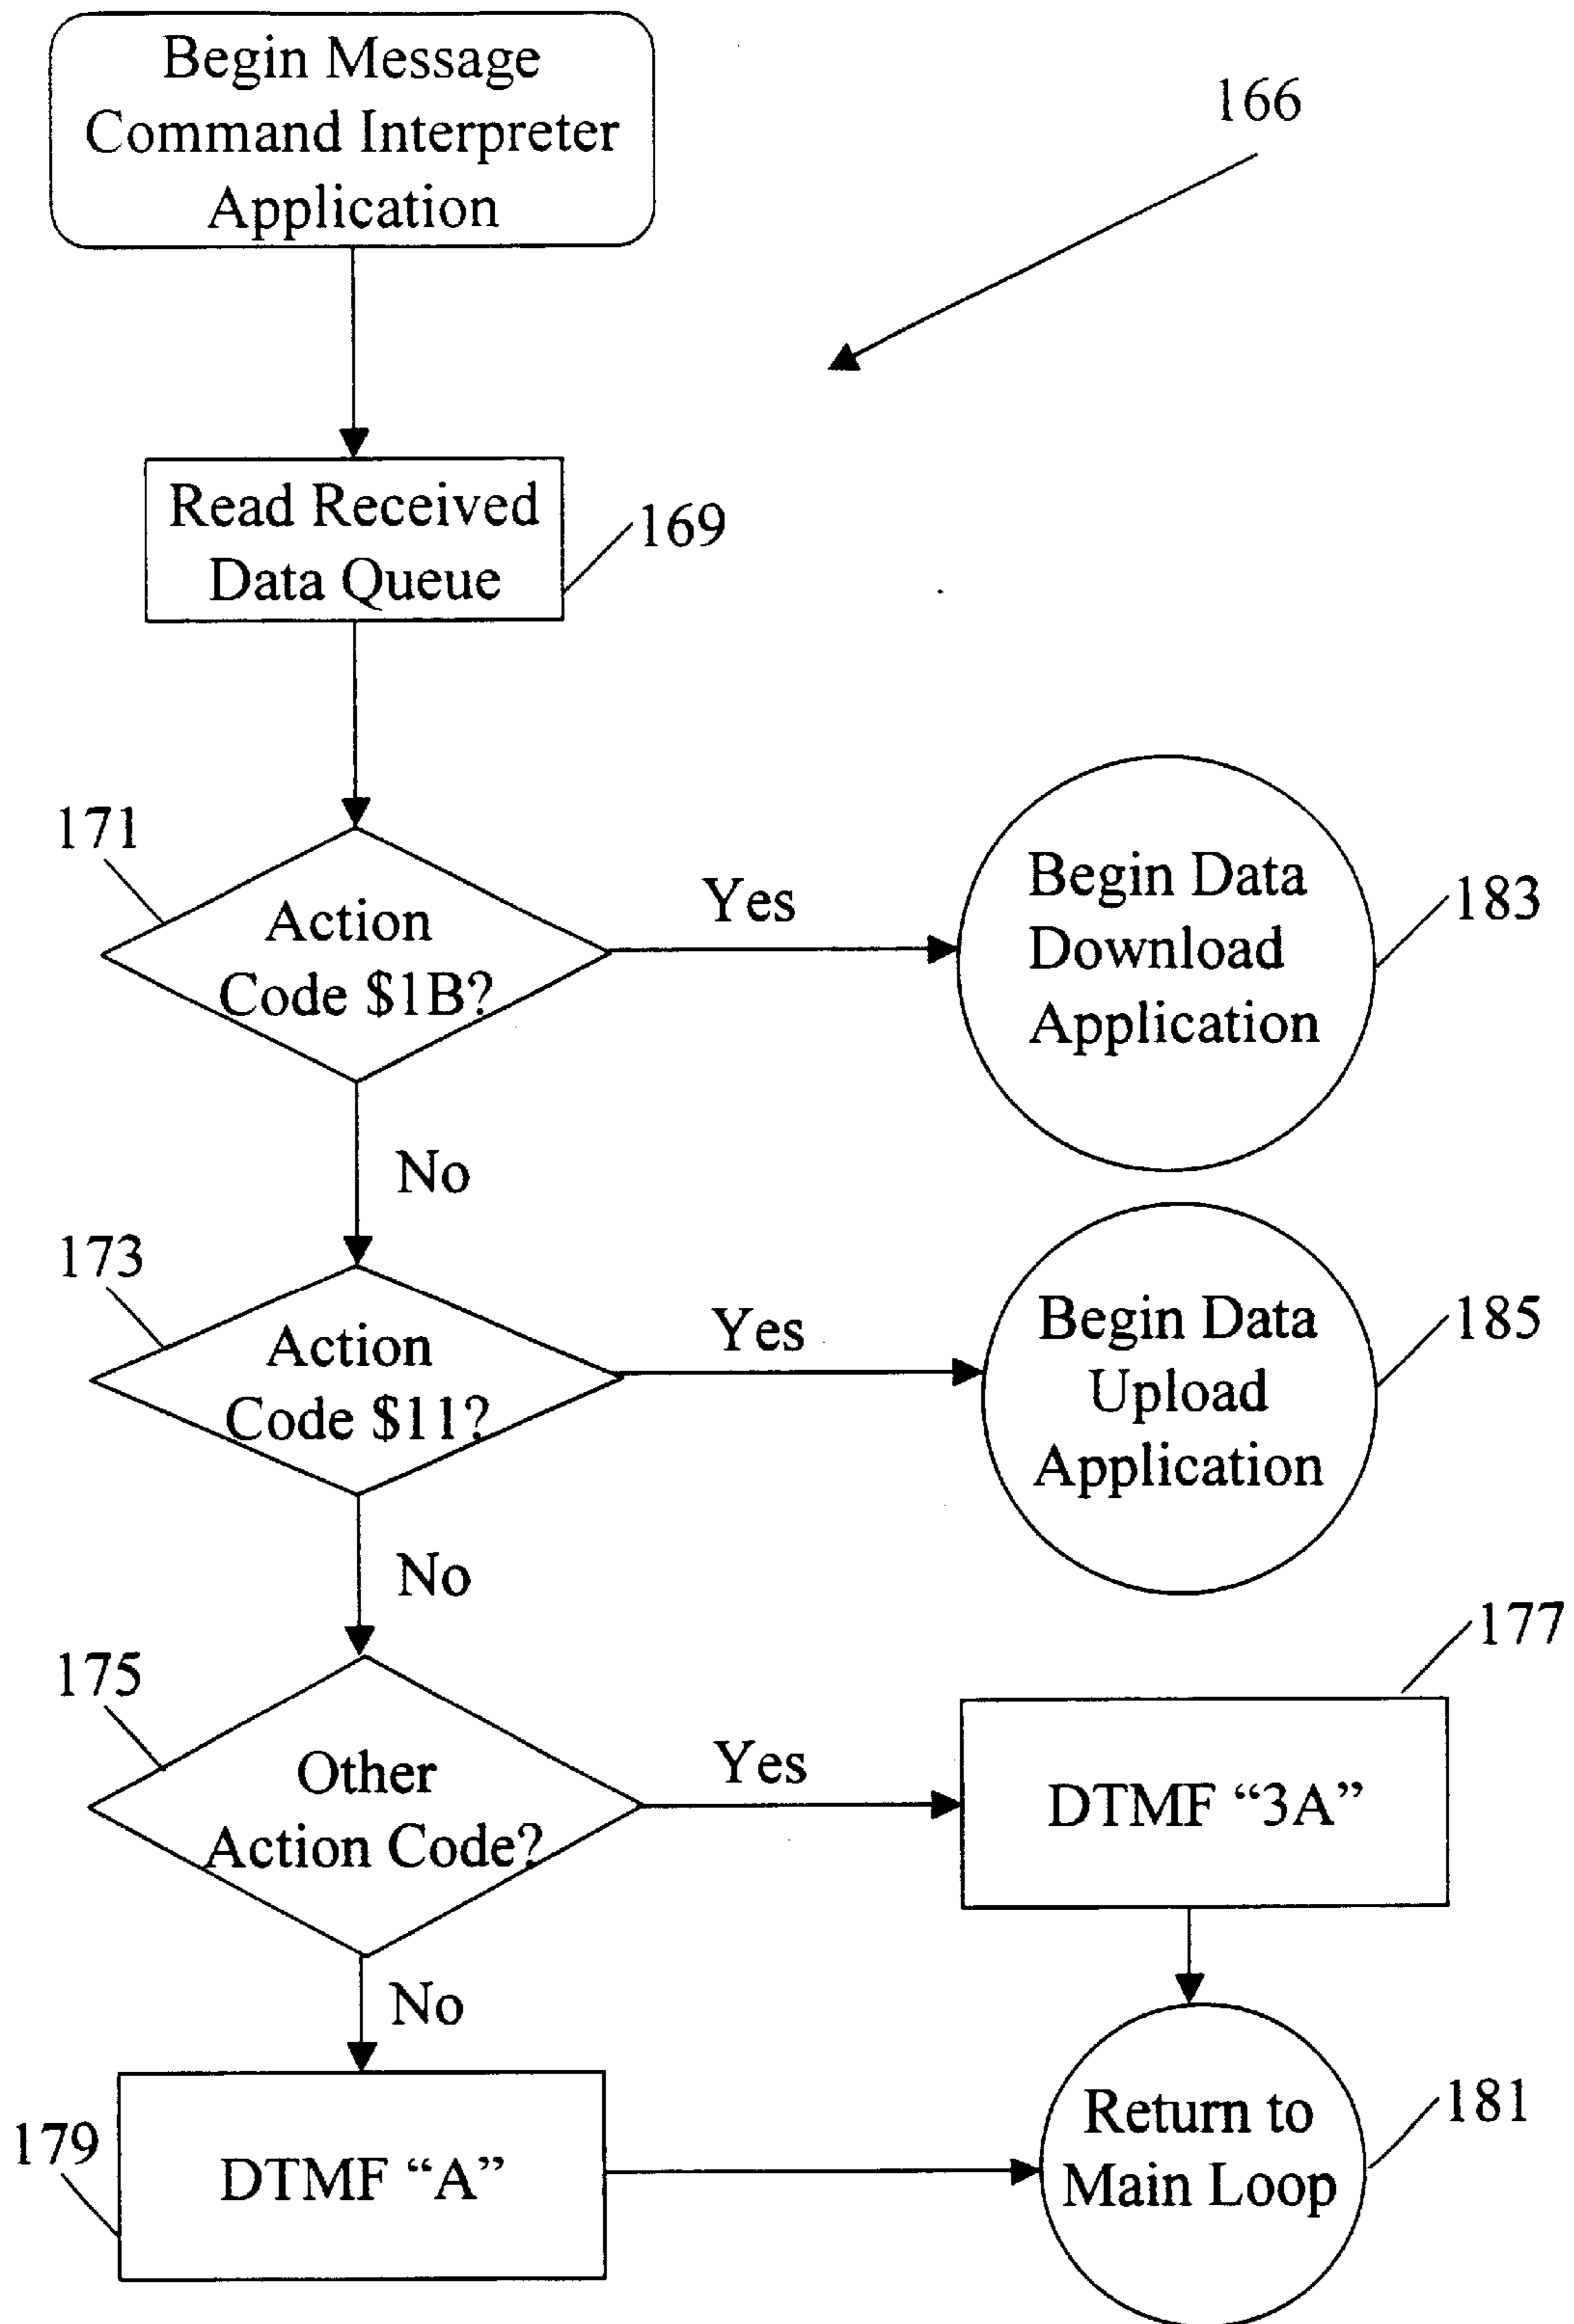 Begin Message
Command Interpreter
Application
166
Read Received
Data Queue
169
171
Action
Code $1B?
Yes
Begin Data
Download
Application
183
No
173
Action
Code $11?
Yes
Begin Data
Upload
Application
185
No
175
Other
Action Code?
Yes
177
DTMF “3A”
No
179
DTMF “A”
Return to
Main Loop
181